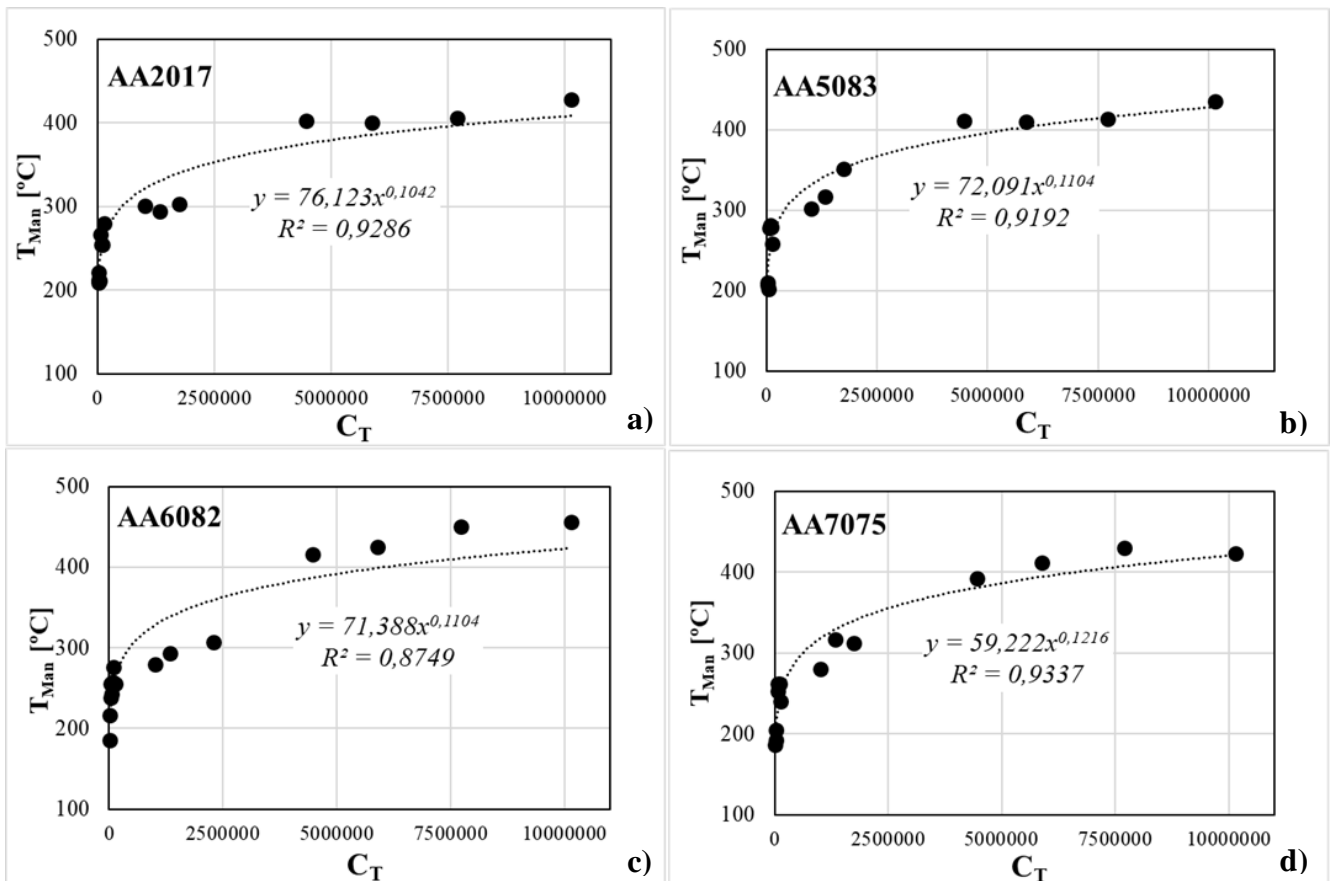 AA2017
500
400
300
200
100
T_Man [ºC]
y = 76,123x^0,1042
R² = 0,9286
0 2500000 5000000 7500000 10000000
C_T
a)
AA5083
500
400
300
200
100
T_Man [ºC]
y = 72,091x^0,1104
R² = 0,9192
0 2500000 5000000 7500000 10000000
C_T
b)
AA6082
500
400
300
200
100
T_Man [ºC]
y = 71,388x^0,1104
R² = 0,8749
0 2500000 5000000 7500000 10000000
C_T
c)
AA7075
500
400
300
200
100
T_Man [ºC]
y = 59,222x^0,1216
R² = 0,9337
0 2500000 5000000 7500000 10000000
C_T
d)